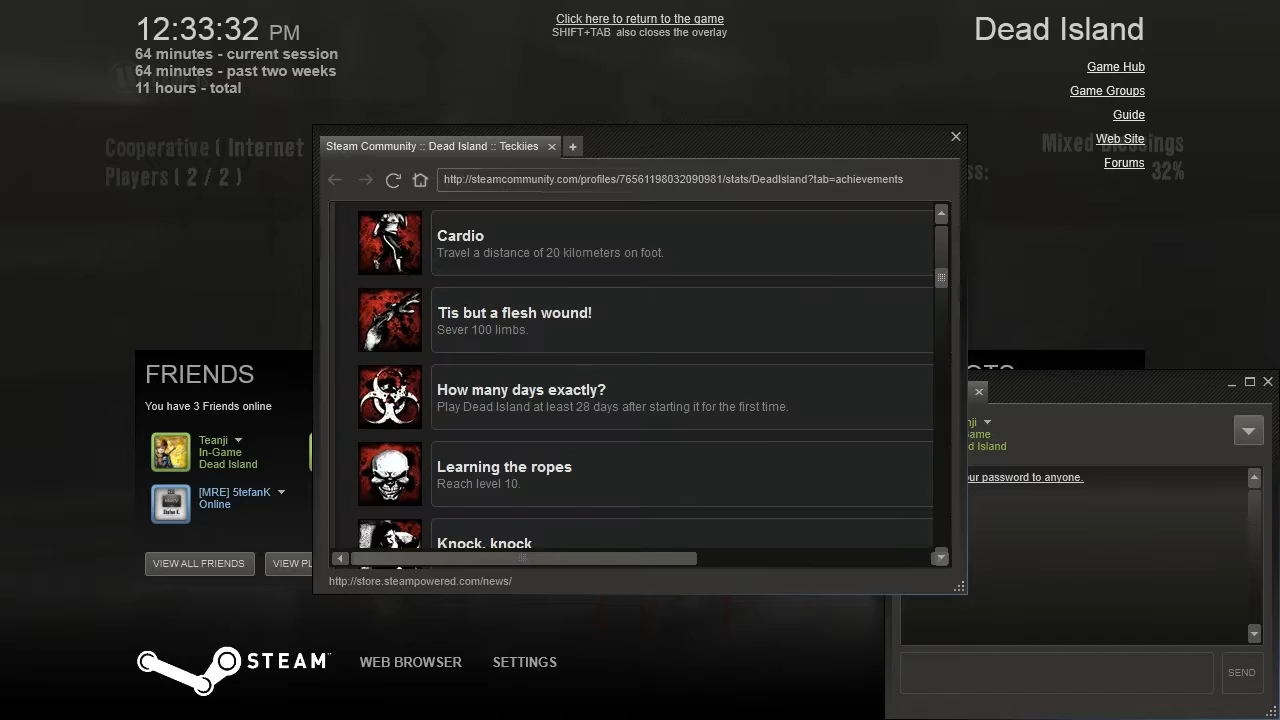 12:33:32 PM
64 minutes - current session
64 minutes - past two weeks
11 hours - total
Click here to return to the game
SHIFT+TAB also closes the overlay
Dead Island
Game Hub
Game Groups
Guide
Web Site
Forums
Cooperative ( Internet
Players ( 2 / 2 )
Mixed Blessings
32%
Steam Community :: Dead Island :: Teckiies
http://steamcommunity.com/profiles/76561198032090981/stats/DeadIsland?tab=achievements
Cardio
Travel a distance of 20 kilometers on foot.
Tis but a flesh wound!
Sever 100 limbs.
How many days exactly?
Play Dead Island at least 28 days after starting it for the first time.
Learning the ropes
Reach level 10.
Knock, knock
http://store.steampowered.com/news/
FRIENDS
You have 3 Friends online
Teanji
In-Game
Dead Island
[MRE] 5tefanK
Online
VIEW ALL FRIENDS
VIEW PL
nji
ame
d Island
ur password to anyone.
SEND
STEAM
WEB BROWSER
SETTINGS